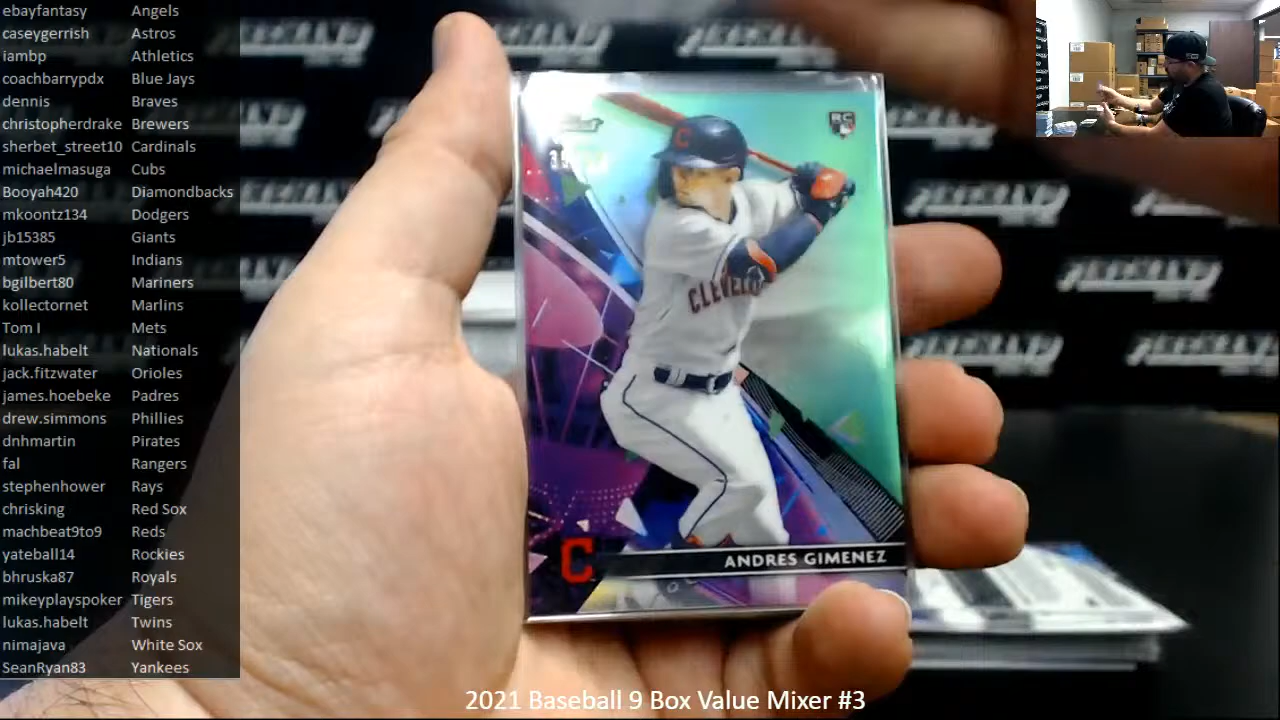 ebayfantasy Angels
caseygerrish Astros
iambp Athletics
coachbarrypdx Blue Jays
dennis Braves
christopherdrake Brewers
sherbet_street10 Cardinals
michaelmasuga Cubs
Booyah420 Diamondbacks
mkoontz134 Dodgers
jb15385 Giants
mtower5 Indians
bgilbert80 Mariners
kollectornet Marlins
Tom I Mets
lukas.habelt Nationals
jack.fitzwater Orioles
james.hoebeke Padres
drew.simmons Phillies
dnhmartin Pirates
fal Rangers
stephenhower Rays
chrisking Red Sox
machbeat9to9 Reds
yateball14 Rockies
bhruska87 Royals
mikeyplayspoker Tigers
lukas.habelt Twins
nimajava White Sox
SeanRyan83 Yankees
RC
C
C
ANDRES GIMENEZ
2021 Baseball 9 Box Value Mixer #3